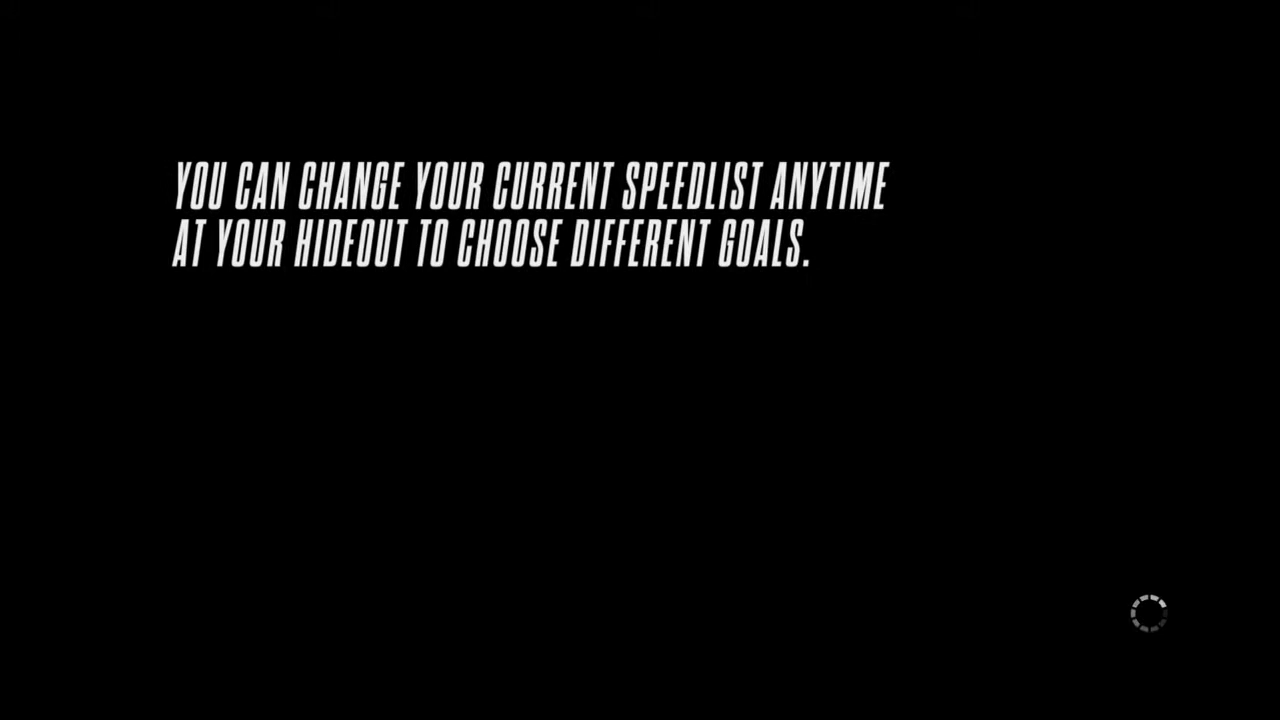 YOU CAN CHANGE YOUR CURRENT SPEEDLIST ANYTIME
AT YOUR HIDEOUT TO CHOOSE DIFFERENT GOALS.